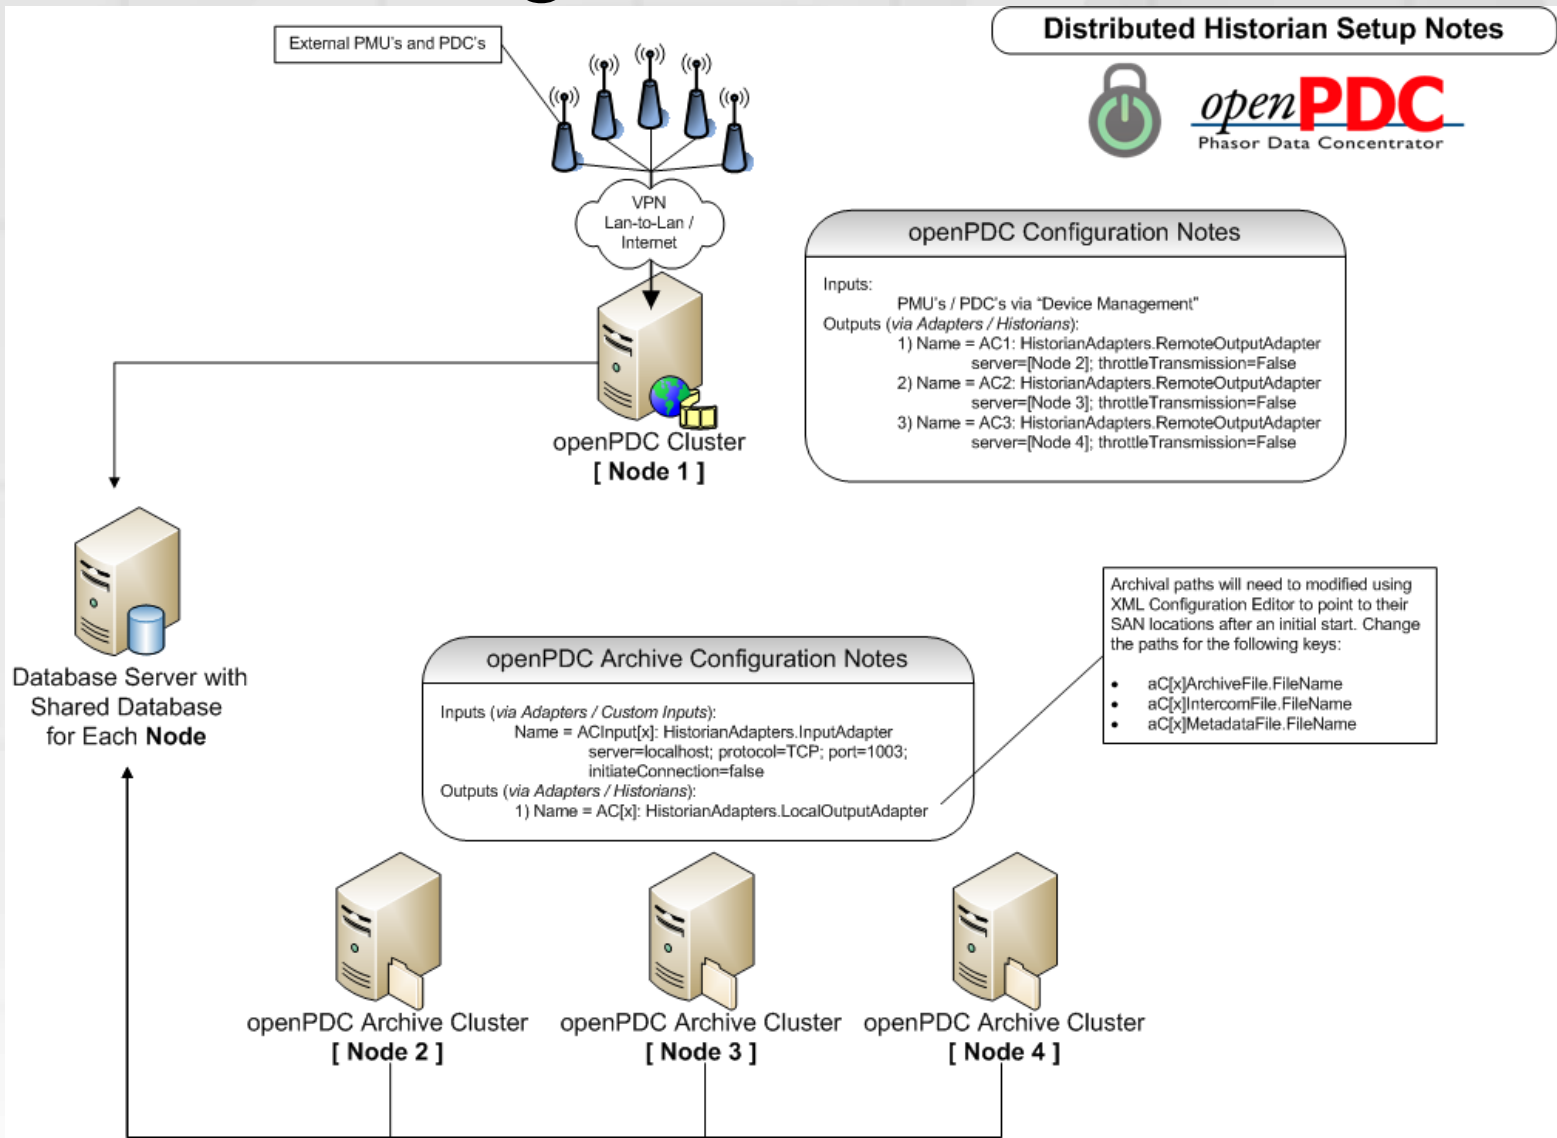 Distributed Historian Setup Notes
External PMU's and PDC's
openPDC
Phasor Data Concentrator
VPN
Lan-to-Lan /
Internet
openPDC Configuration Notes
Inputs:
PMU's / PDC's via "Device Management"
Outputs (via Adapters / Historians):
1) Name = AC1: HistorianAdapters.RemoteOutputAdapter
server=[Node 2]; throttleTransmission=False
2) Name = AC2: HistorianAdapters.RemoteOutputAdapter
server=[Node 3]; throttleTransmission=False
3) Name = AC3: HistorianAdapters.RemoteOutputAdapter
server=[Node 4]; throttleTransmission=False
openPDC Cluster
[ Node 1 ]
Database Server with
Shared Database
for Each Node
Archival paths will need to modified using
XML Configuration Editor to point to their
SAN locations after an initial start. Change
the paths for the following keys:
• aC[x]ArchiveFile.FileName
• aC[x]IntercomFile.FileName
• aC[x]MetadataFile.FileName
openPDC Archive Configuration Notes
Inputs (via Adapters / Custom Inputs):
Name = ACInput[x]: HistorianAdapters.InputAdapter
server=localhost; protocol=TCP; port=1003;
initiateConnection=false
Outputs (via Adapters / Historians):
1) Name = AC[x]: HistorianAdapters.LocalOutputAdapter
openPDC Archive Cluster
[ Node 2 ]
openPDC Archive Cluster
[ Node 3 ]
openPDC Archive Cluster
[ Node 4 ]